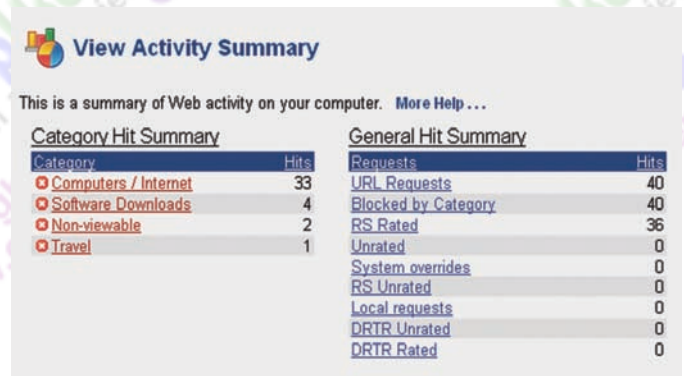 View Activity Summary
This is a summary of Web activity on your computer. More Help . . .
Category Hit Summary
Category Hits
Computers / Internet 33
Software Downloads 4
Non-viewable 2
Travel 1
General Hit Summary
Requests Hits
URL Requests 40
Blocked by Category 40
RS Rated 36
Unrated 0
System overrides 0
RS Unrated 0
Local requests 0
DRTR Unrated 0
DRTR Rated 0